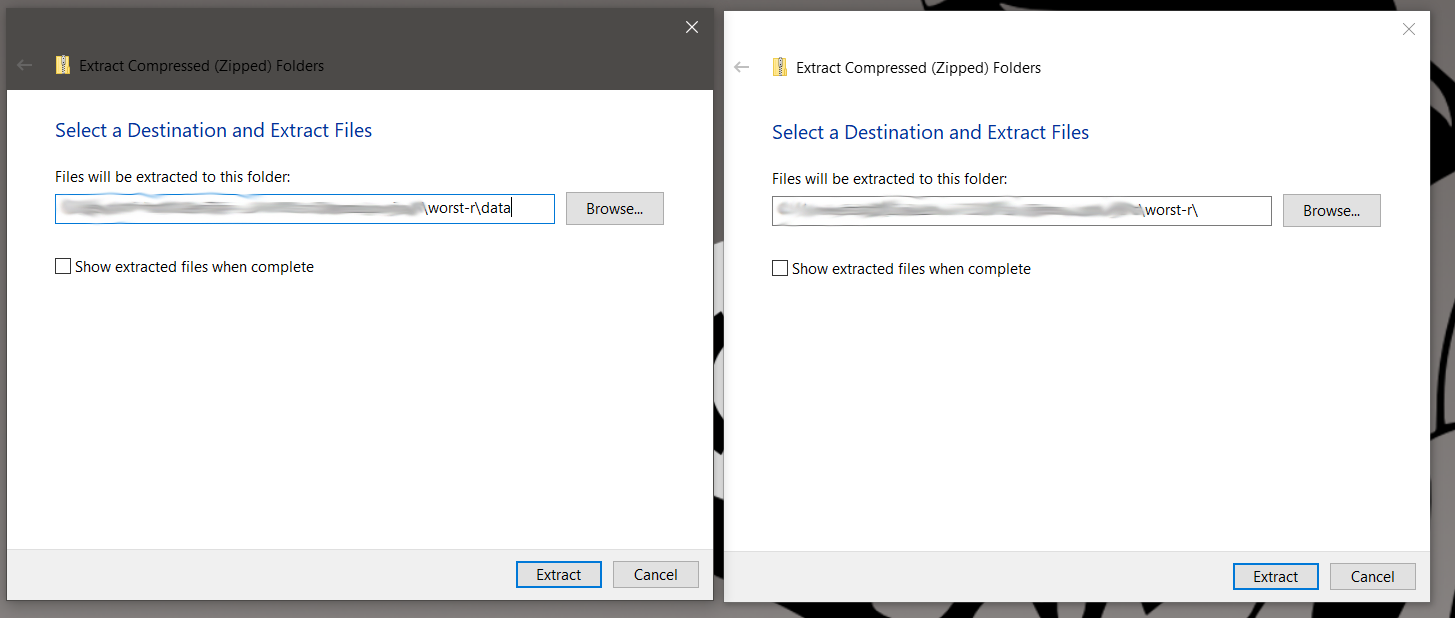 Extract Compressed (Zipped) Folders
Select a Destination and Extract Files
Files will be extracted to this folder:
\worst-r\data
Browse...
Show extracted files when complete
Extract
Cancel
Extract Compressed (Zipped) Folders
Select a Destination and Extract Files
Files will be extracted to this folder:
\worst-r\
Browse...
Show extracted files when complete
Extract
Cancel